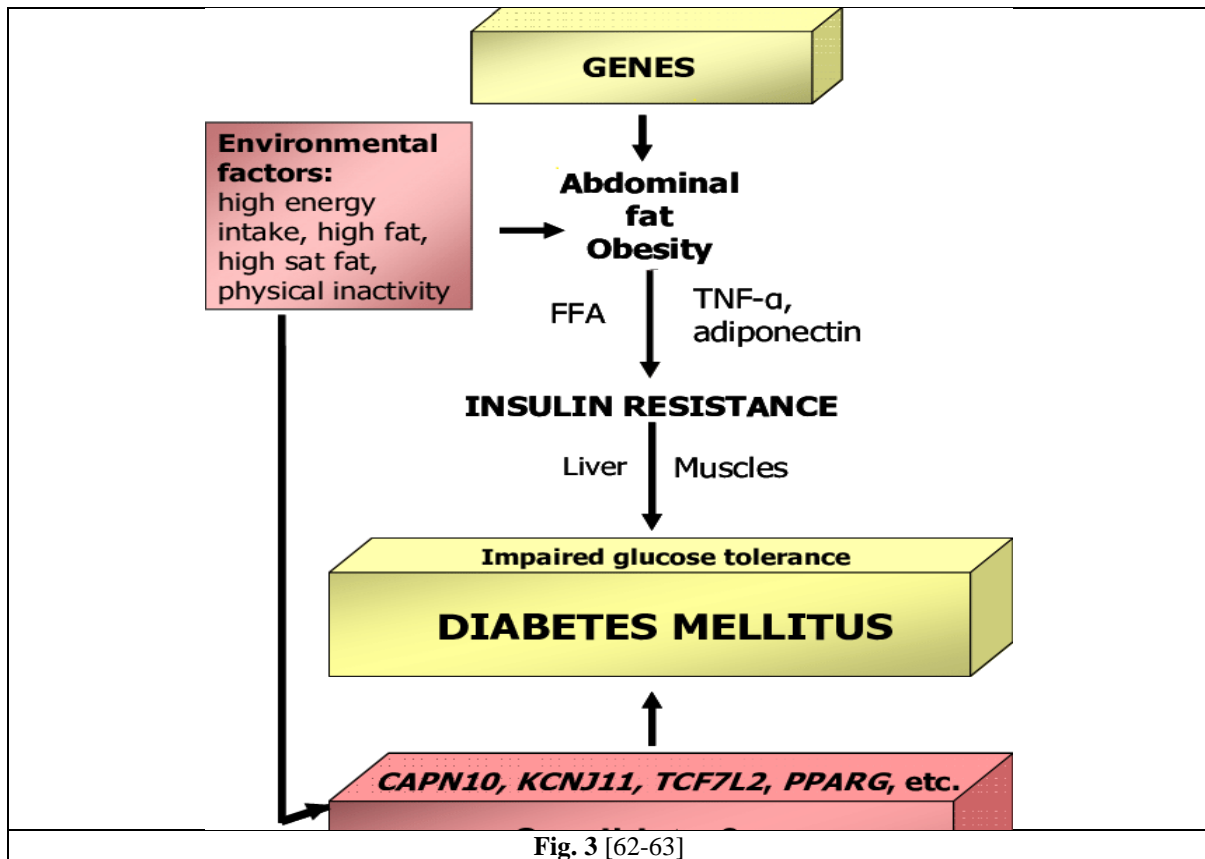 GENES
Environmental
factors:
high energy
intake, high fat,
high sat fat,
physical inactivity
Abdominal
fat
Obesity
FFA
TNF-α,
adiponectin
INSULIN RESISTANCE
Liver
Muscles
Impaired glucose tolerance
DIABETES MELLITUS
CAPN10, KCNJ11, TCF7L2, PPARG, etc.
Fig. 3 [62-63]